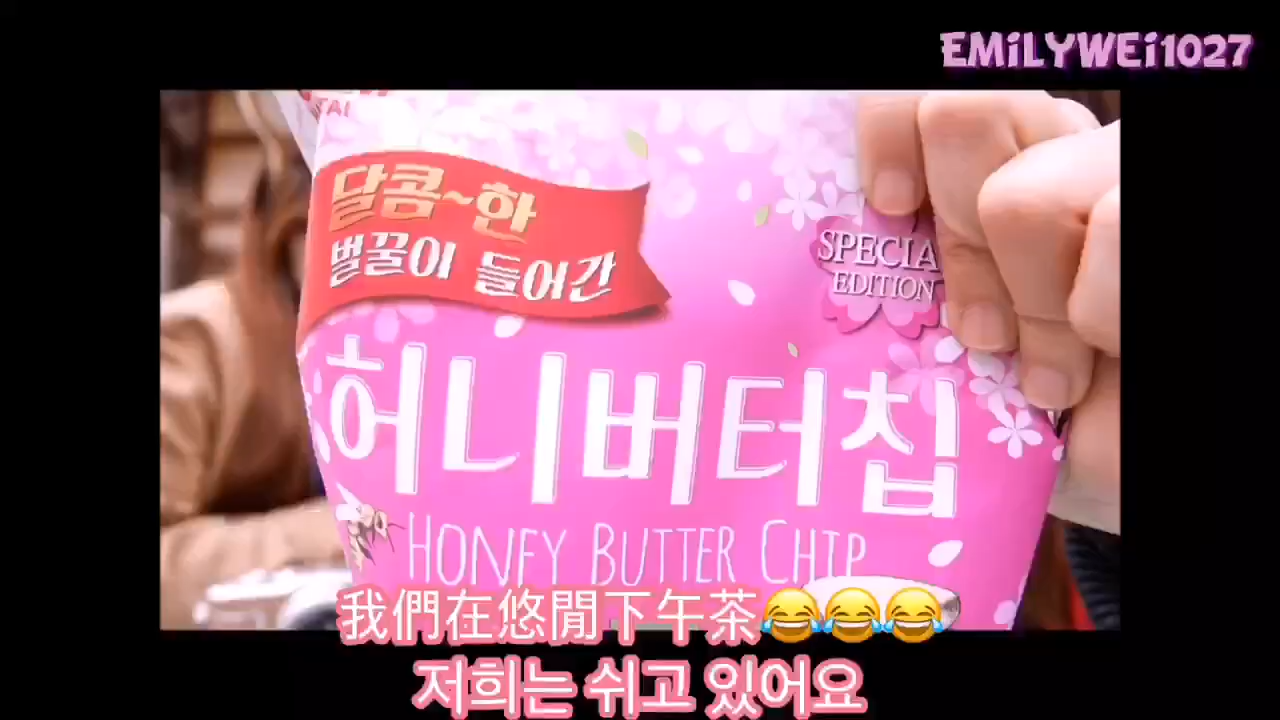 EMiLYWEi1027
달콤~한
벌꿀이 들어간
SPECIA
EDITION
허니버터칩
HONEY BUTTER CHIP
我們在悠閒下午茶😂😂😂
저희는 쉬고 있어요